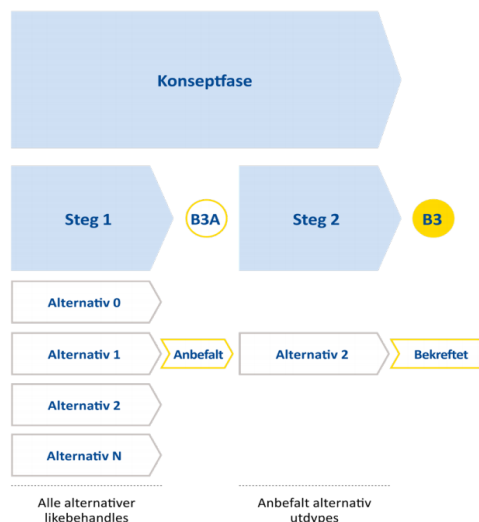 Konseptfase
Steg 1
B3A
Steg 2
B3
Alternativ 0
Alternativ 1
Anbefalt
Alternativ 2
Bekreftet
Alternativ 2
Alternativ N
Alle alternativer
likebehandles
Anbefalt alternativ
utdypes